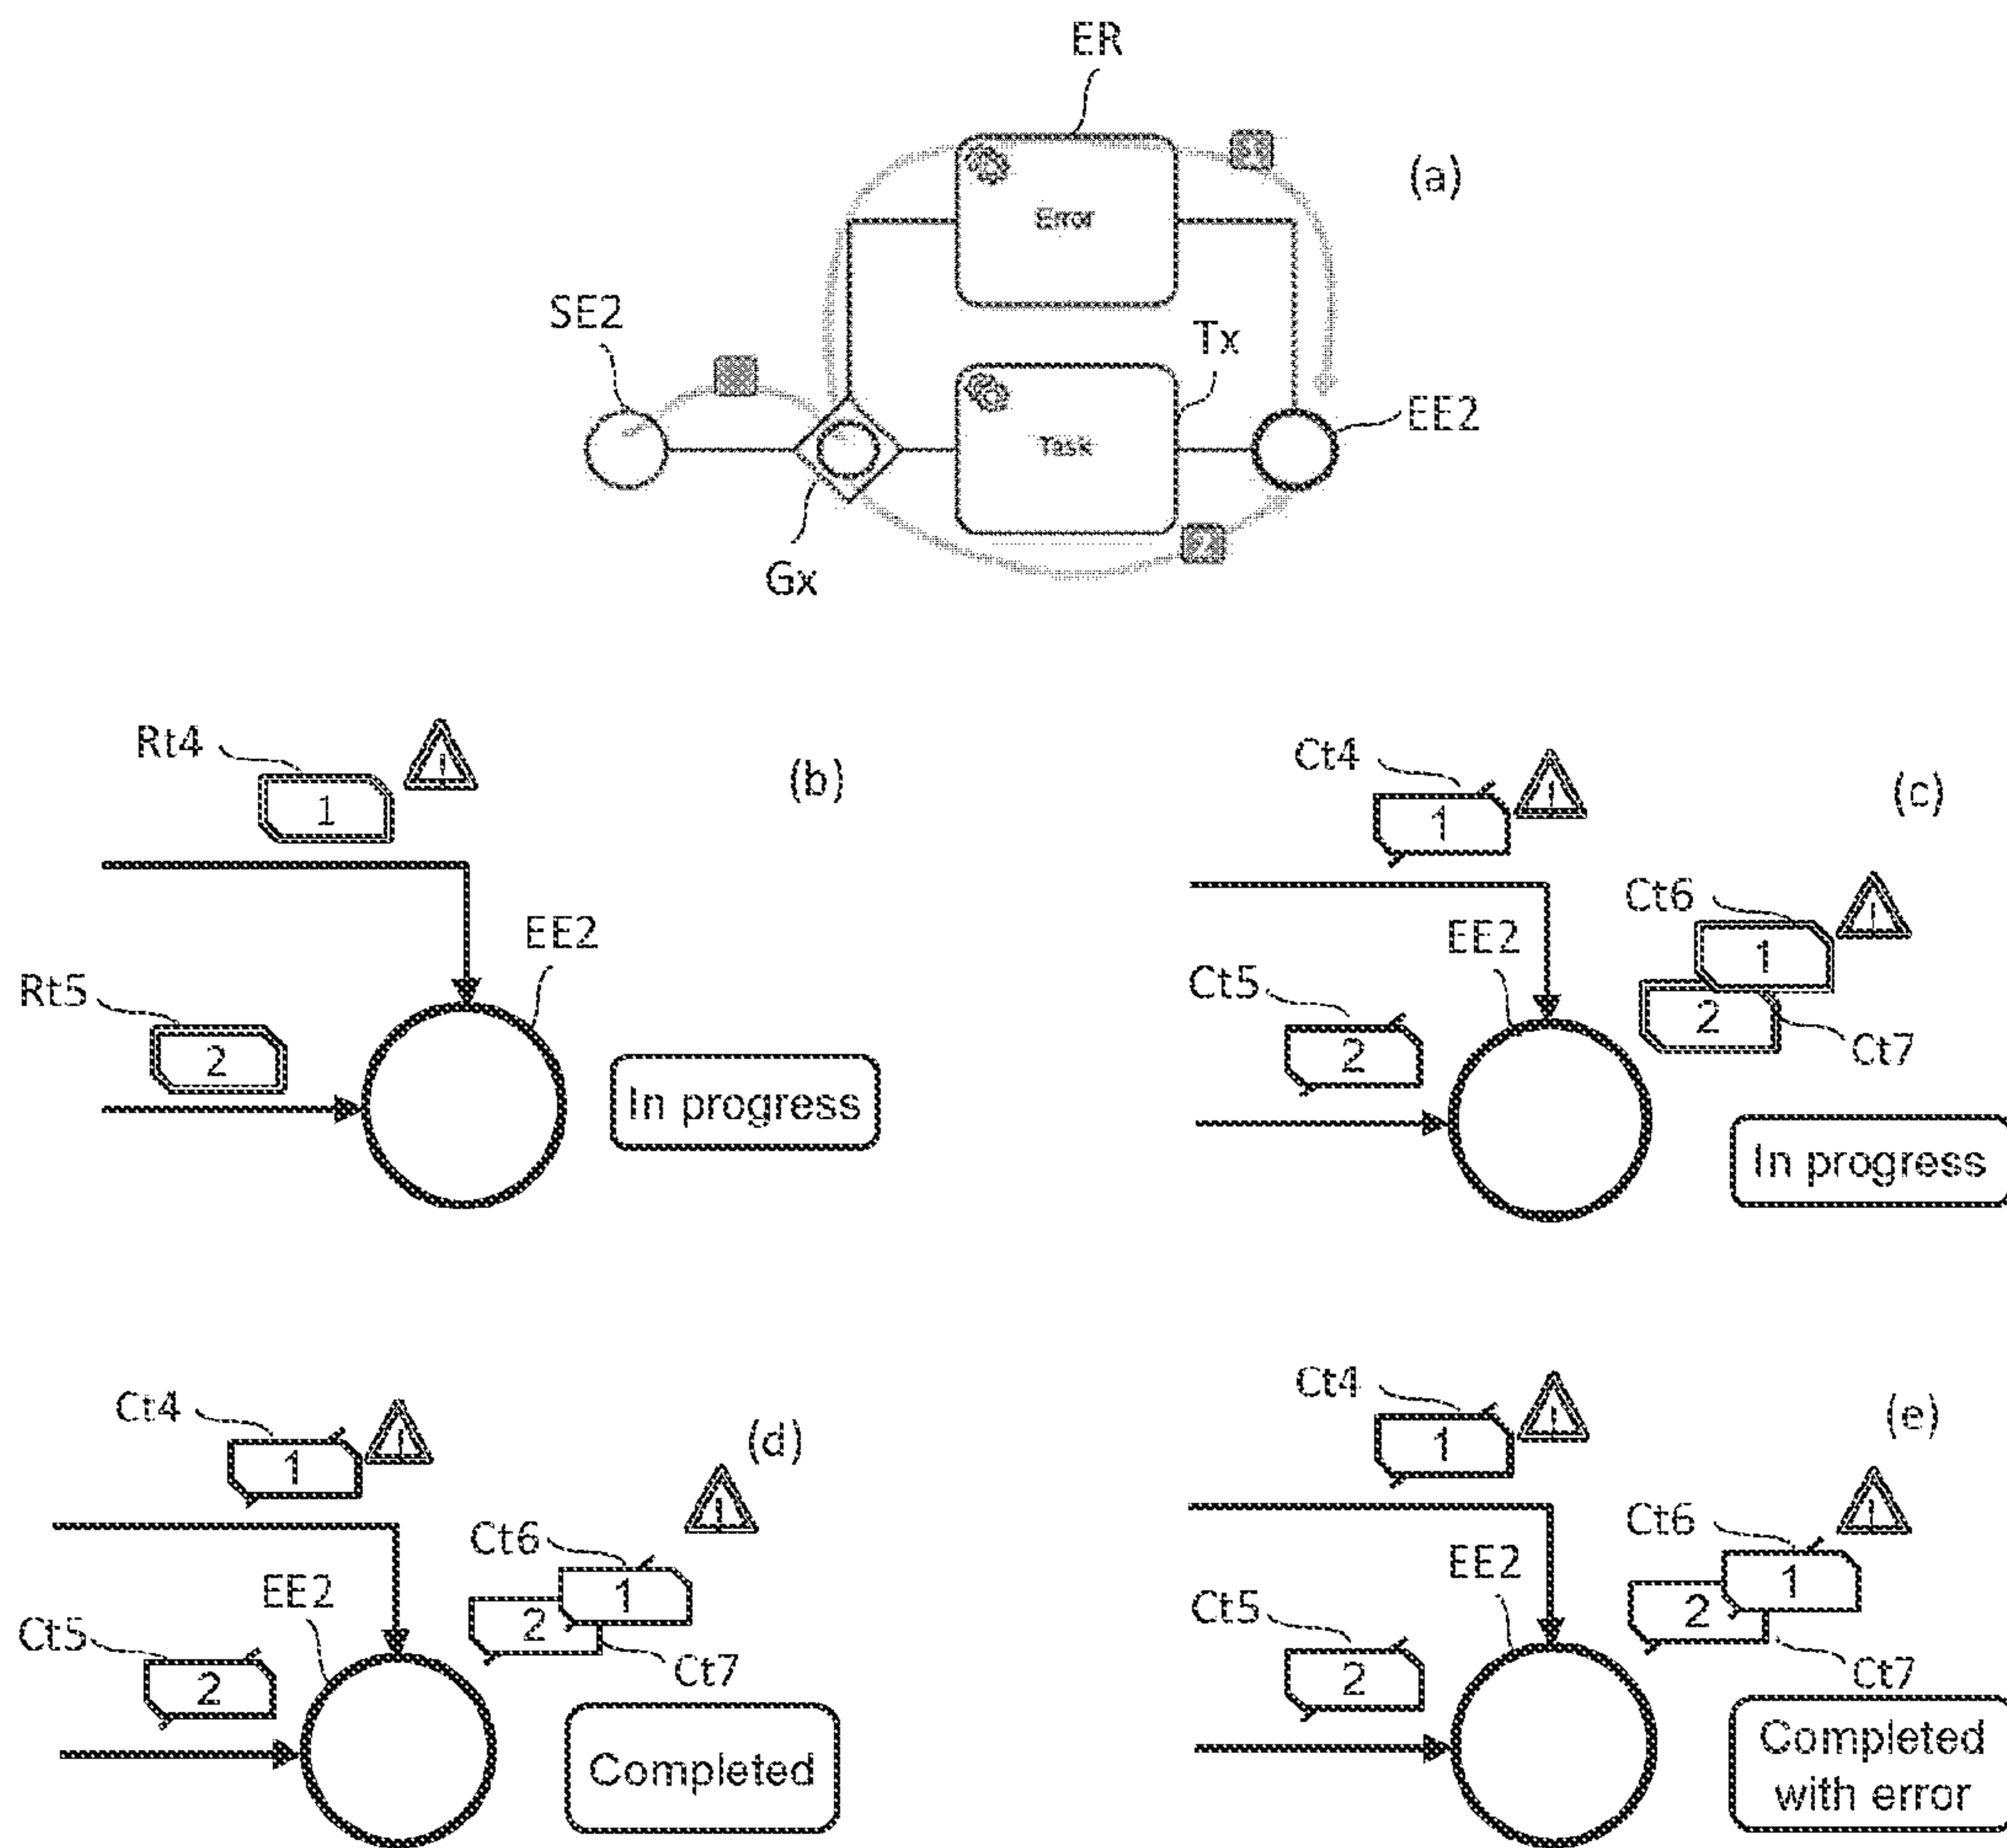 ER
(a)
Error
SE2
Tx
Task
EE2
Gx
Rt4
1
(b)
EE2
Rt5
2
In progress
Ct4
1
(c)
Ct6
1
EE2
Ct5
2
2
Ct7
In progress
Ct4
1
(d)
Ct6
1
EE2
2
Ct5
2
Ct7
Completed
Ct4
1
(e)
Ct6
1
EE2
2
Ct5
2
Ct7
Completed
with error